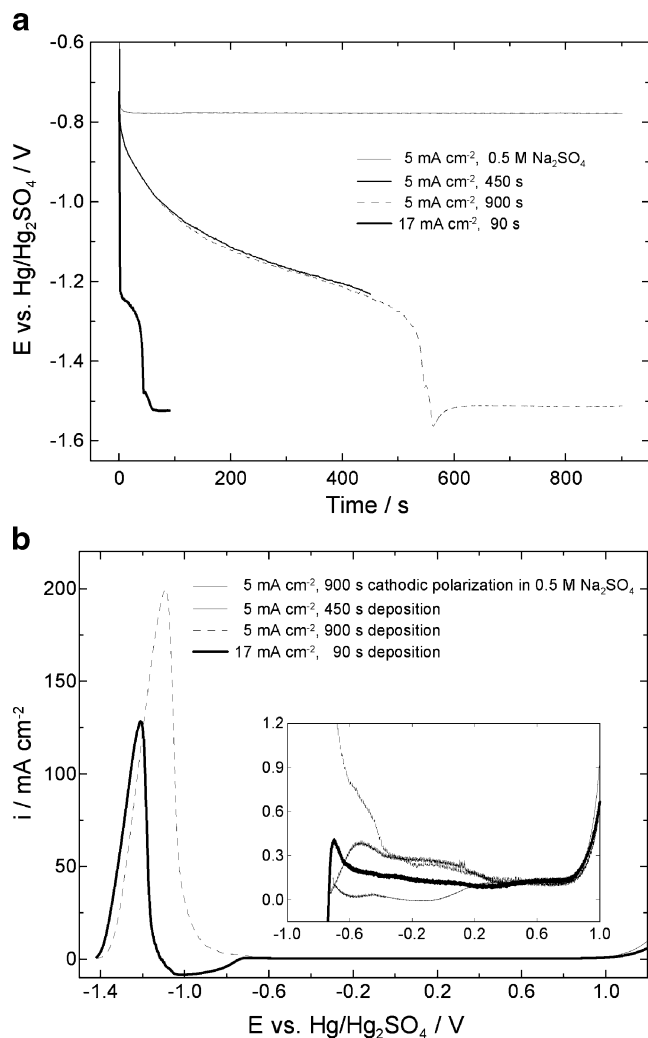 a
-0.6
-0.8
-1.0
-1.2
-1.4
-1.6
E vs. Hg/Hg₂SO₄ / V
5 mA cm⁻², 0.5 M Na₂SO₄
5 mA cm⁻², 450 s
5 mA cm⁻², 900 s
17 mA cm⁻², 90 s
0 200 400 600 800
Time / s
b
200
150
100
50
0
i / mA cm⁻²
5 mA cm⁻², 900 s cathodic polarization in 0.5 M Na₂SO₄
5 mA cm⁻², 450 s deposition
5 mA cm⁻², 900 s deposition
17 mA cm⁻², 90 s deposition
1.2
0.9
0.6
0.3
0.0
-1.0 -0.6 -0.2 0.2 0.6 1.0
-1.4 -1.0 -0.6 -0.2 0.2 0.6 1.0
E vs. Hg/Hg₂SO₄ / V